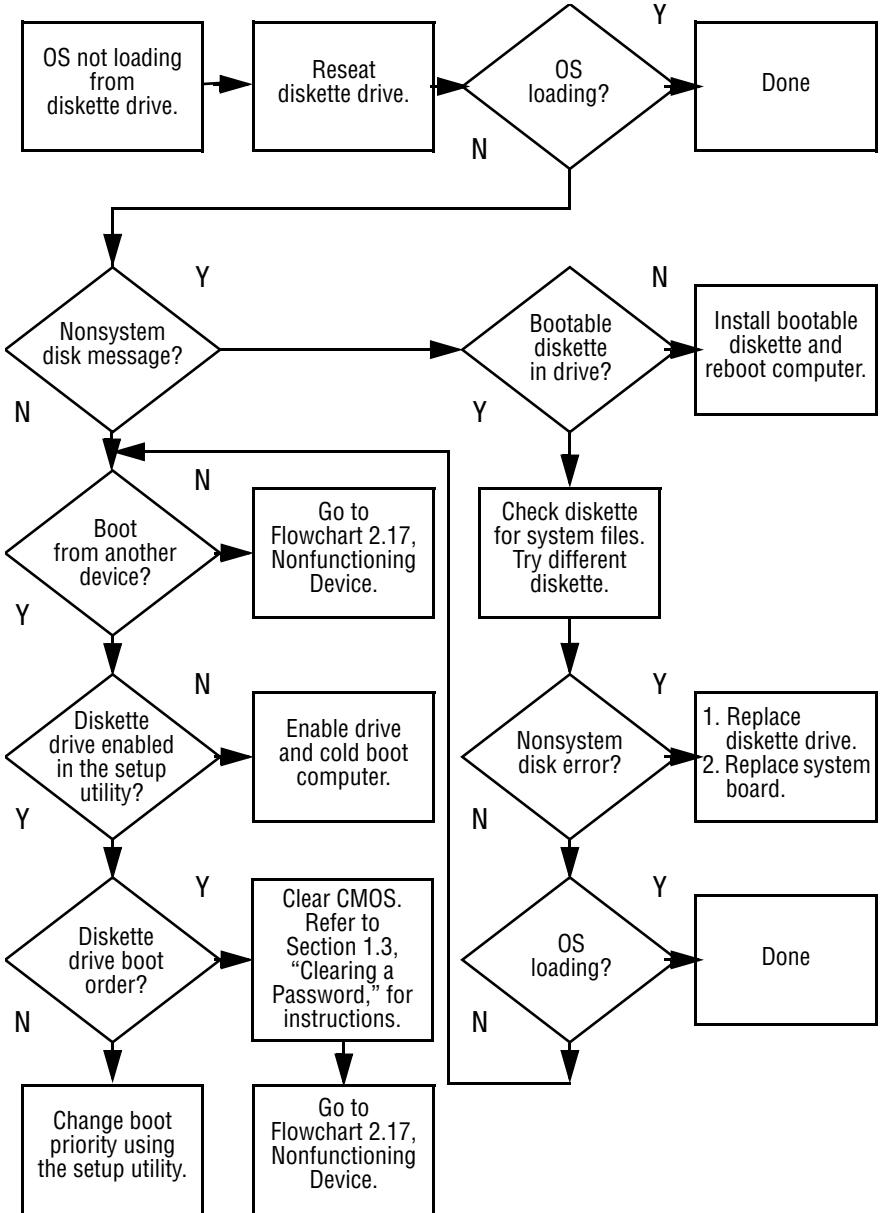 OS not loading
from
diskette drive.
Reseat
diskette drive.
OS
loading?
Y
Done
N
Nonsystem
disk message?
Y
N
Bootable
diskette
in drive?
N
Y
Install bootable
diskette and
reboot computer.
Boot
from another
device?
N
Y
Go to
Flowchart 2.17,
Nonfunctioning
Device.
Check diskette
for system files.
Try different
diskette.
Diskette
drive enabled
in the setup
utility?
N
Y
Enable drive
and cold boot
computer.
Nonsystem
disk error?
Y
N
1. Replace
diskette drive.
2. Replace system
board.
Diskette
drive boot
order?
Y
N
Clear CMOS.
Refer to
Section 1.3,
“Clearing a
Password,” for
instructions.
OS
loading?
Y
N
Done
Change boot
priority using
the setup utility.
Go to
Flowchart 2.17,
Nonfunctioning
Device.